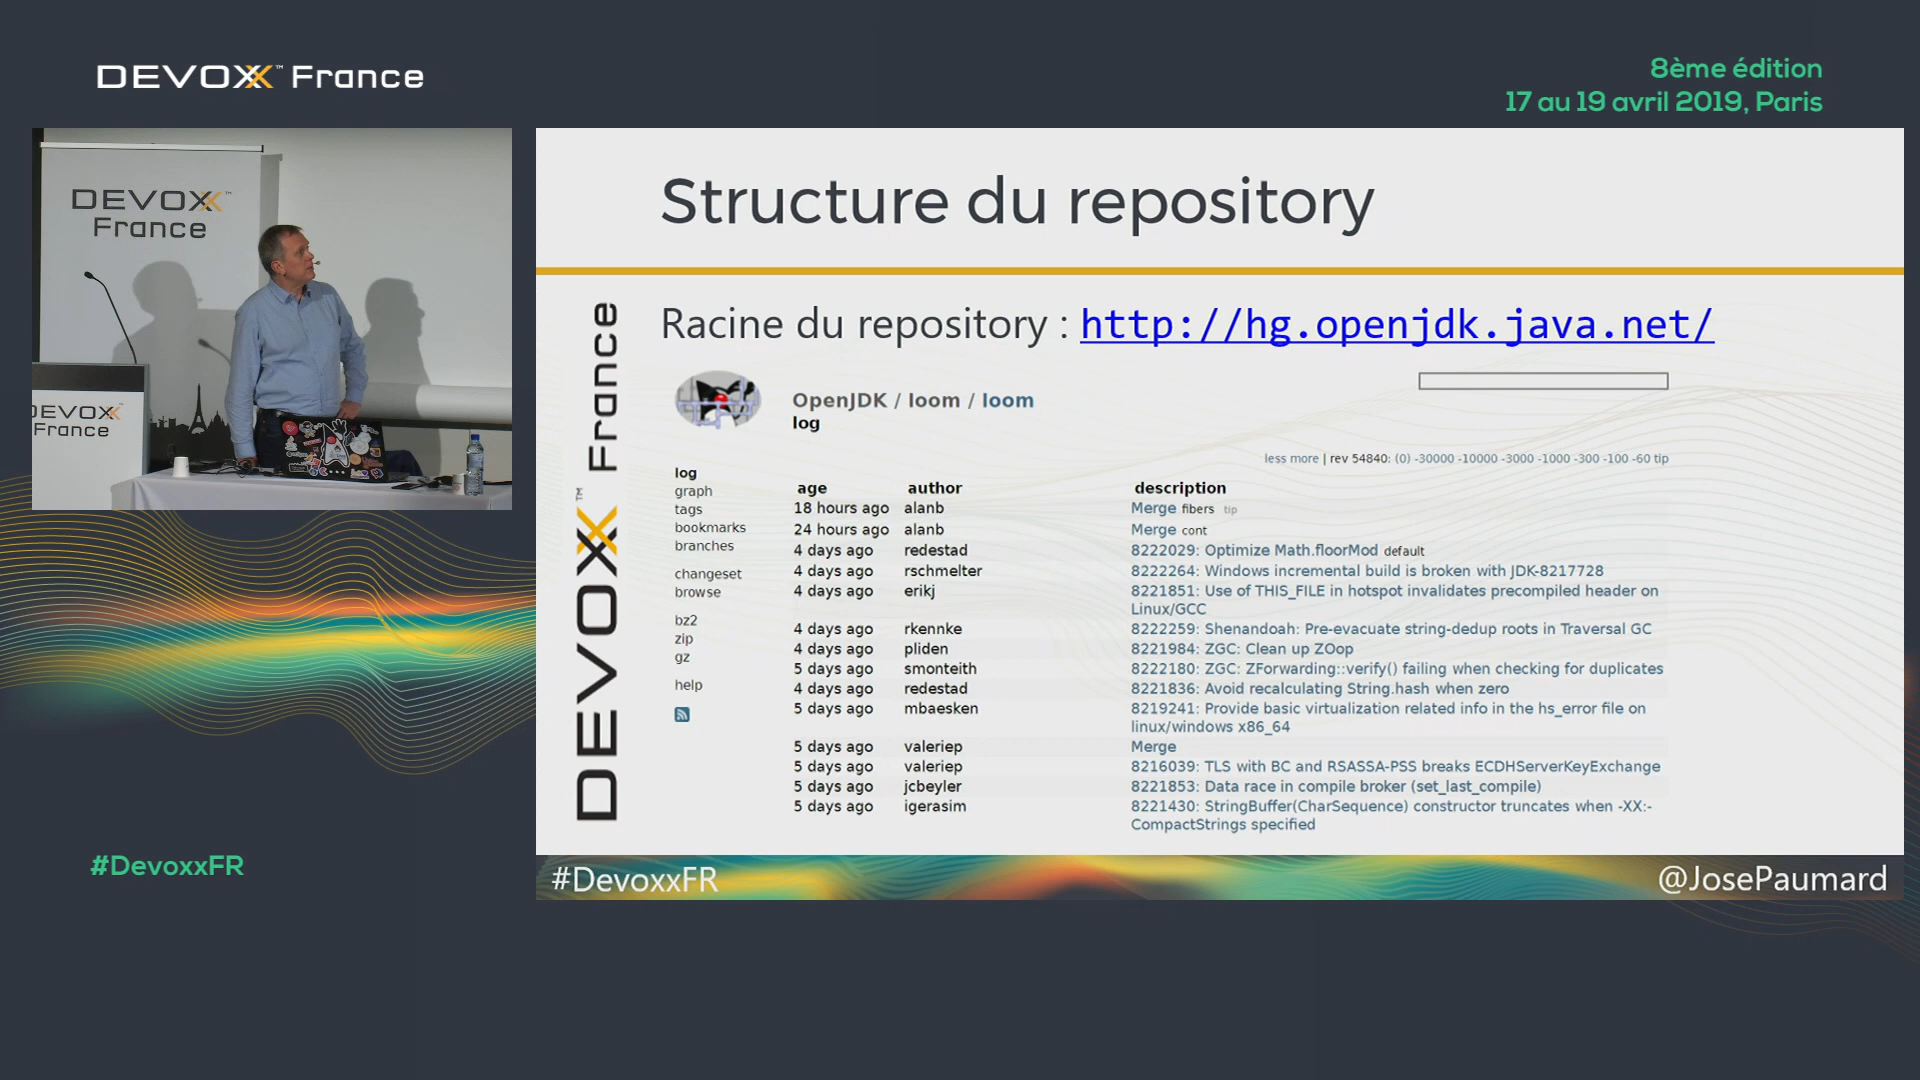 DEVOXX™ France
8ème édition
17 au 19 avril 2019, Paris
DEVOXX™
France
DEVOXX
France
#DevoxxFR
Structure du repository
Racine du repository : http://hg.openjdk.java.net/
DEVOXX™ France
OpenJDK / loom / loom
log
less more | rev 54840: (0) -30000 -10000 -3000 -1000 -300 -100 -60 tip
log
graph
tags
bookmarks
branches
changeset
browse
bz2
zip
gz
help
age author description
18 hours ago alanb Merge fibers tip
24 hours ago alanb Merge cont
4 days ago redestad 8222029: Optimize Math.floorMod default
4 days ago rschmelter 8222264: Windows incremental build is broken with JDK-8217728
4 days ago erikj 8221851: Use of THIS_FILE in hotspot invalidates precompiled header on
Linux/GCC
4 days ago rkennke 8222259: Shenandoah: Pre-evacuate string-dedup roots in Traversal GC
4 days ago pliden 8221984: ZGC: Clean up ZOop
5 days ago smonteith 8222180: ZGC: ZForwarding::verify() failing when checking for duplicates
4 days ago redestad 8221836: Avoid recalculating String.hash when zero
5 days ago mbaesken 8219241: Provide basic virtualization related info in the hs_error file on
linux/windows x86_64
5 days ago valeriep Merge
5 days ago valeriep 8216039: TLS with BC and RSASSA-PSS breaks ECDHServerKeyExchange
5 days ago jcbeyler 8221853: Data race in compile broker (set_last_compile)
5 days ago igerasim 8221430: StringBuffer(CharSequence) constructor truncates when -XX:-
CompactStrings specified
#DevoxxFR
@JosePaumard